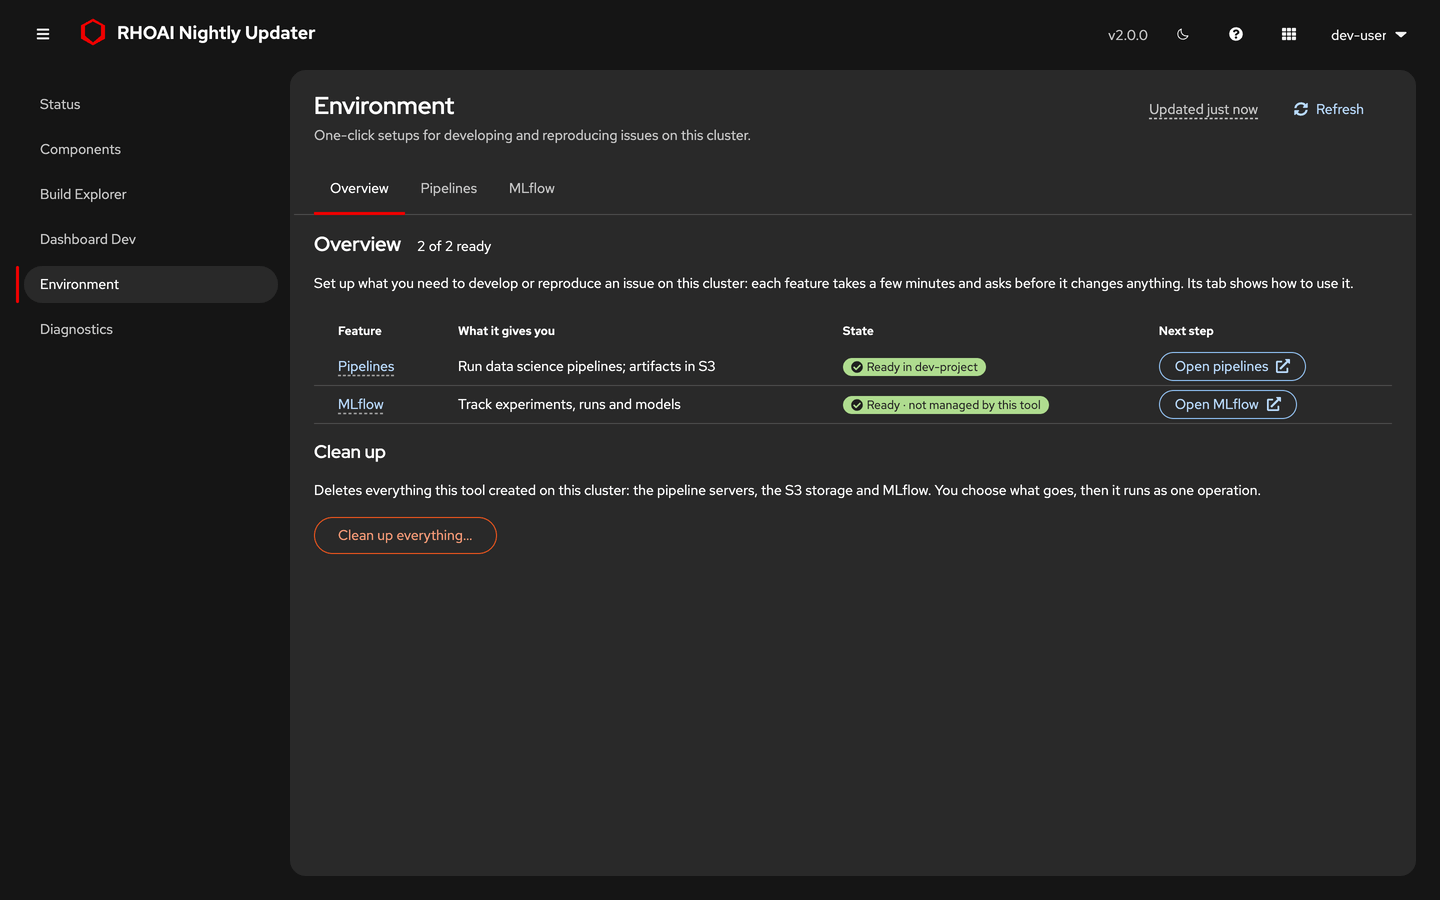 RHOAI Nightly Updater
v2.0.0
dev-user
Status
Components
Build Explorer
Dashboard Dev
Environment
Diagnostics
Environment
One-click setups for developing and reproducing issues on this cluster.
Updated just now
Refresh
Overview
Pipelines
MLflow
Overview
2 of 2 ready
Set up what you need to develop or reproduce an issue on this cluster: each feature takes a few minutes and asks before it changes anything. Its tab shows how to use it.
Feature What it gives you State Next step
Pipelines Run data science pipelines; artifacts in S3 Ready in dev-project Open pipelines
MLflow Track experiments, runs and models Ready · not managed by this tool Open MLflow
Clean up
Deletes everything this tool created on this cluster: the pipeline servers, the S3 storage and MLflow. You choose what goes, then it runs as one operation.
Clean up everything...